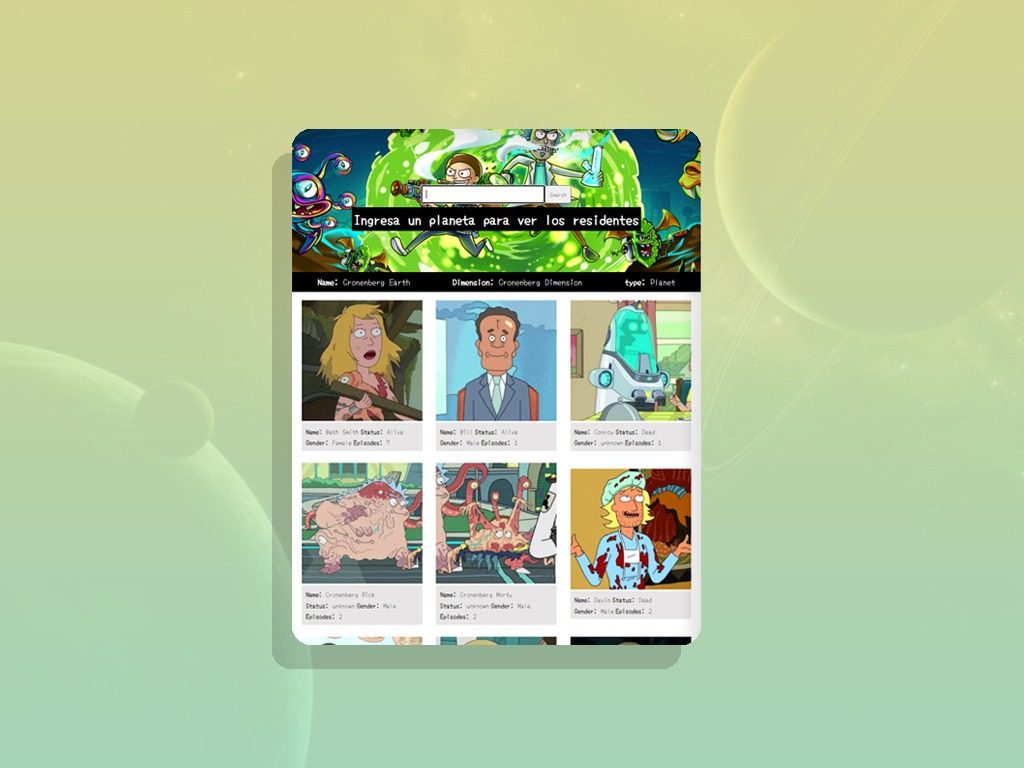 Search
Ingresa un planeta para ver los residentes
Name: Cronenberg Earth Dimension: Cronenberg Dimension type: Planet
Name: Beth Smith Status: Alive
Gender: Female Episodes: 7
Name: Bill Status: Alive
Gender: Male Episodes: 1
Name: Conroy Status: Dead
Gender: unknown Episodes: 1
Name: Cronenberg Rick
Status: unknown Gender: Male
Episodes: 2
Name: Cronenberg Morty
Status: unknown Gender: Male
Episodes: 2
Name: Davin Status: Dead
Gender: Male Episodes: 2